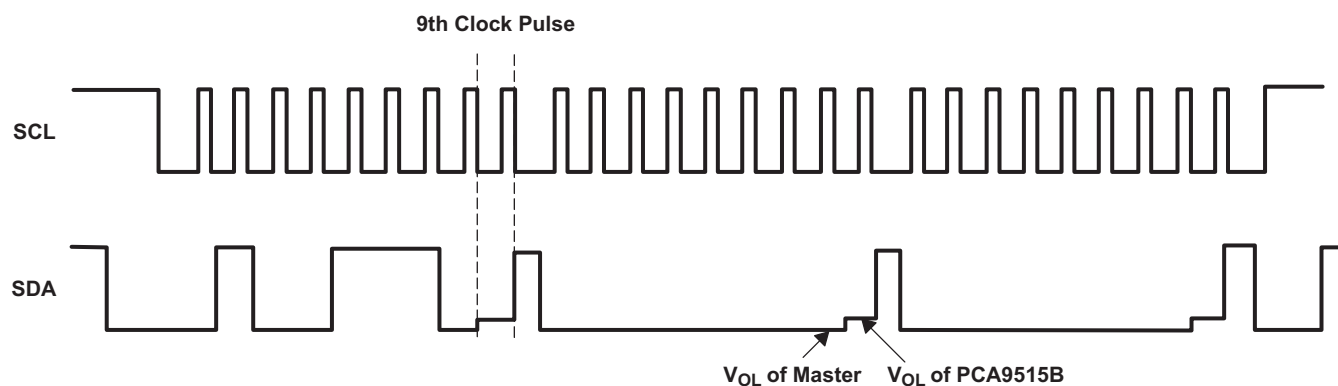 9th Clock Pulse
SCL
SDA
VOL of Master
VOL of PCA9515B